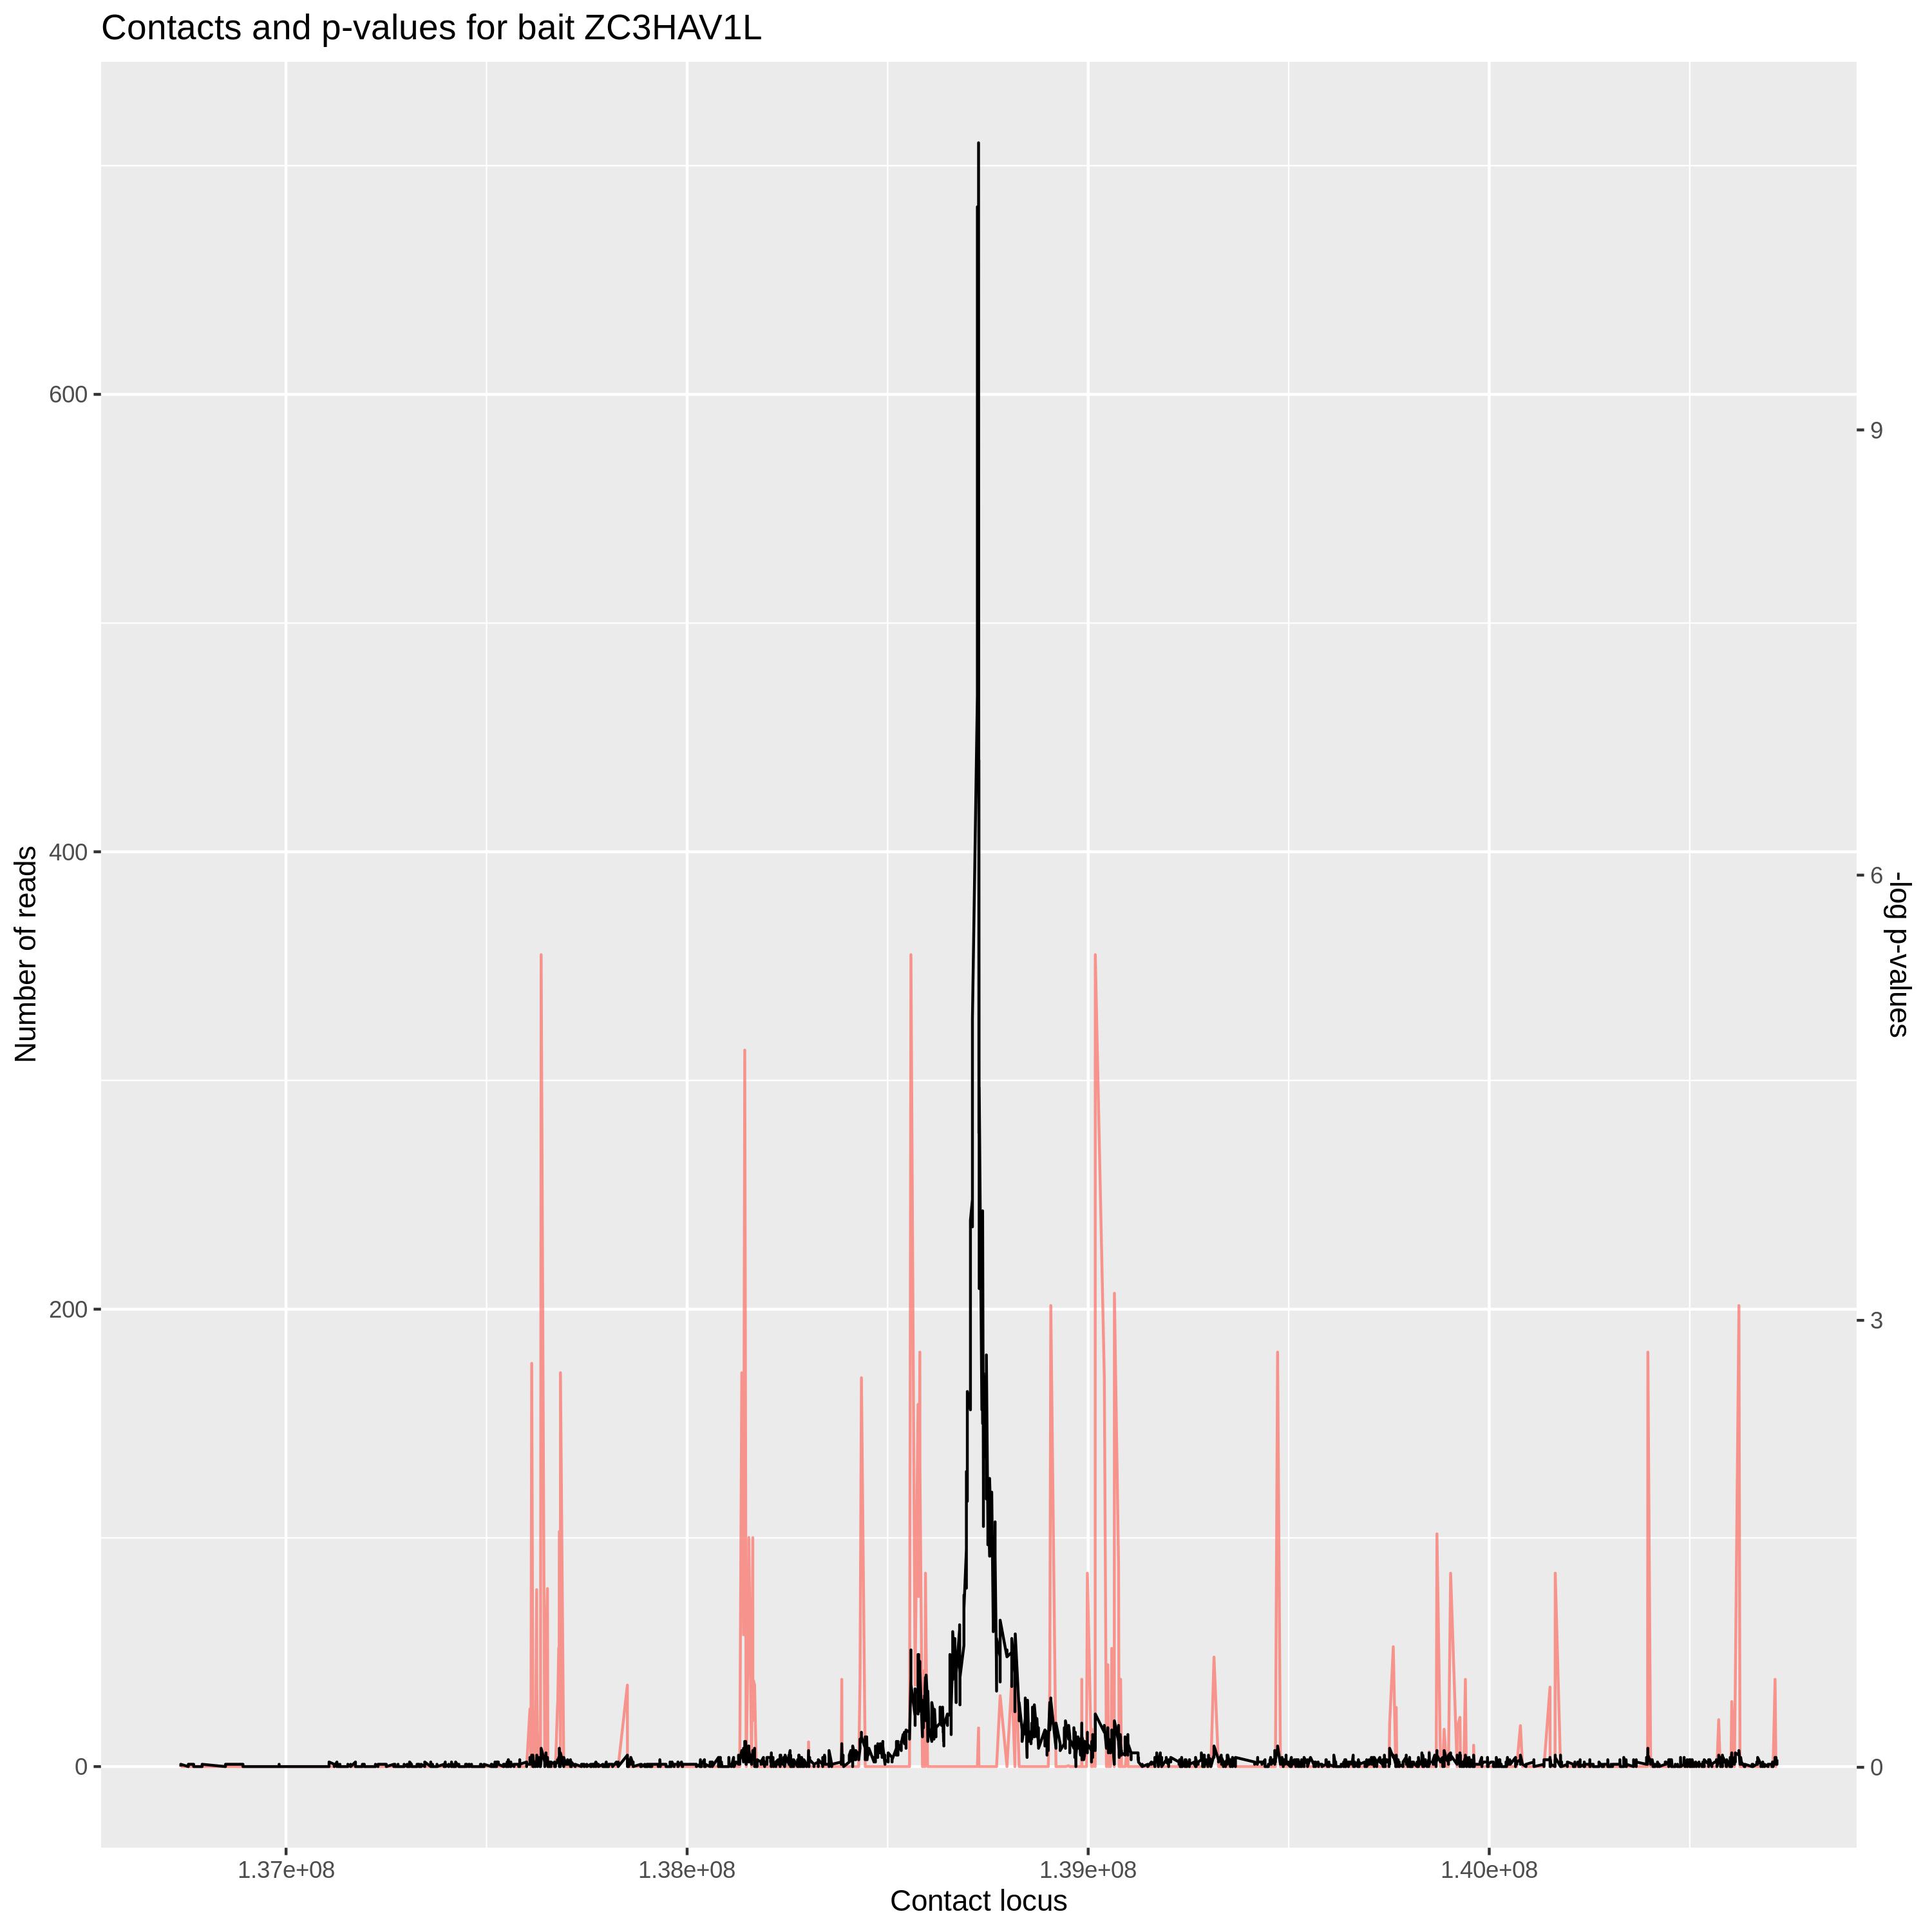 Contacts and p-values for bait ZC3HAV1L
600
400
200
0
Number of reads
9
6
3
0
-log p-values
1.37e+08
1.38e+08
1.39e+08
1.40e+08
Contact locus